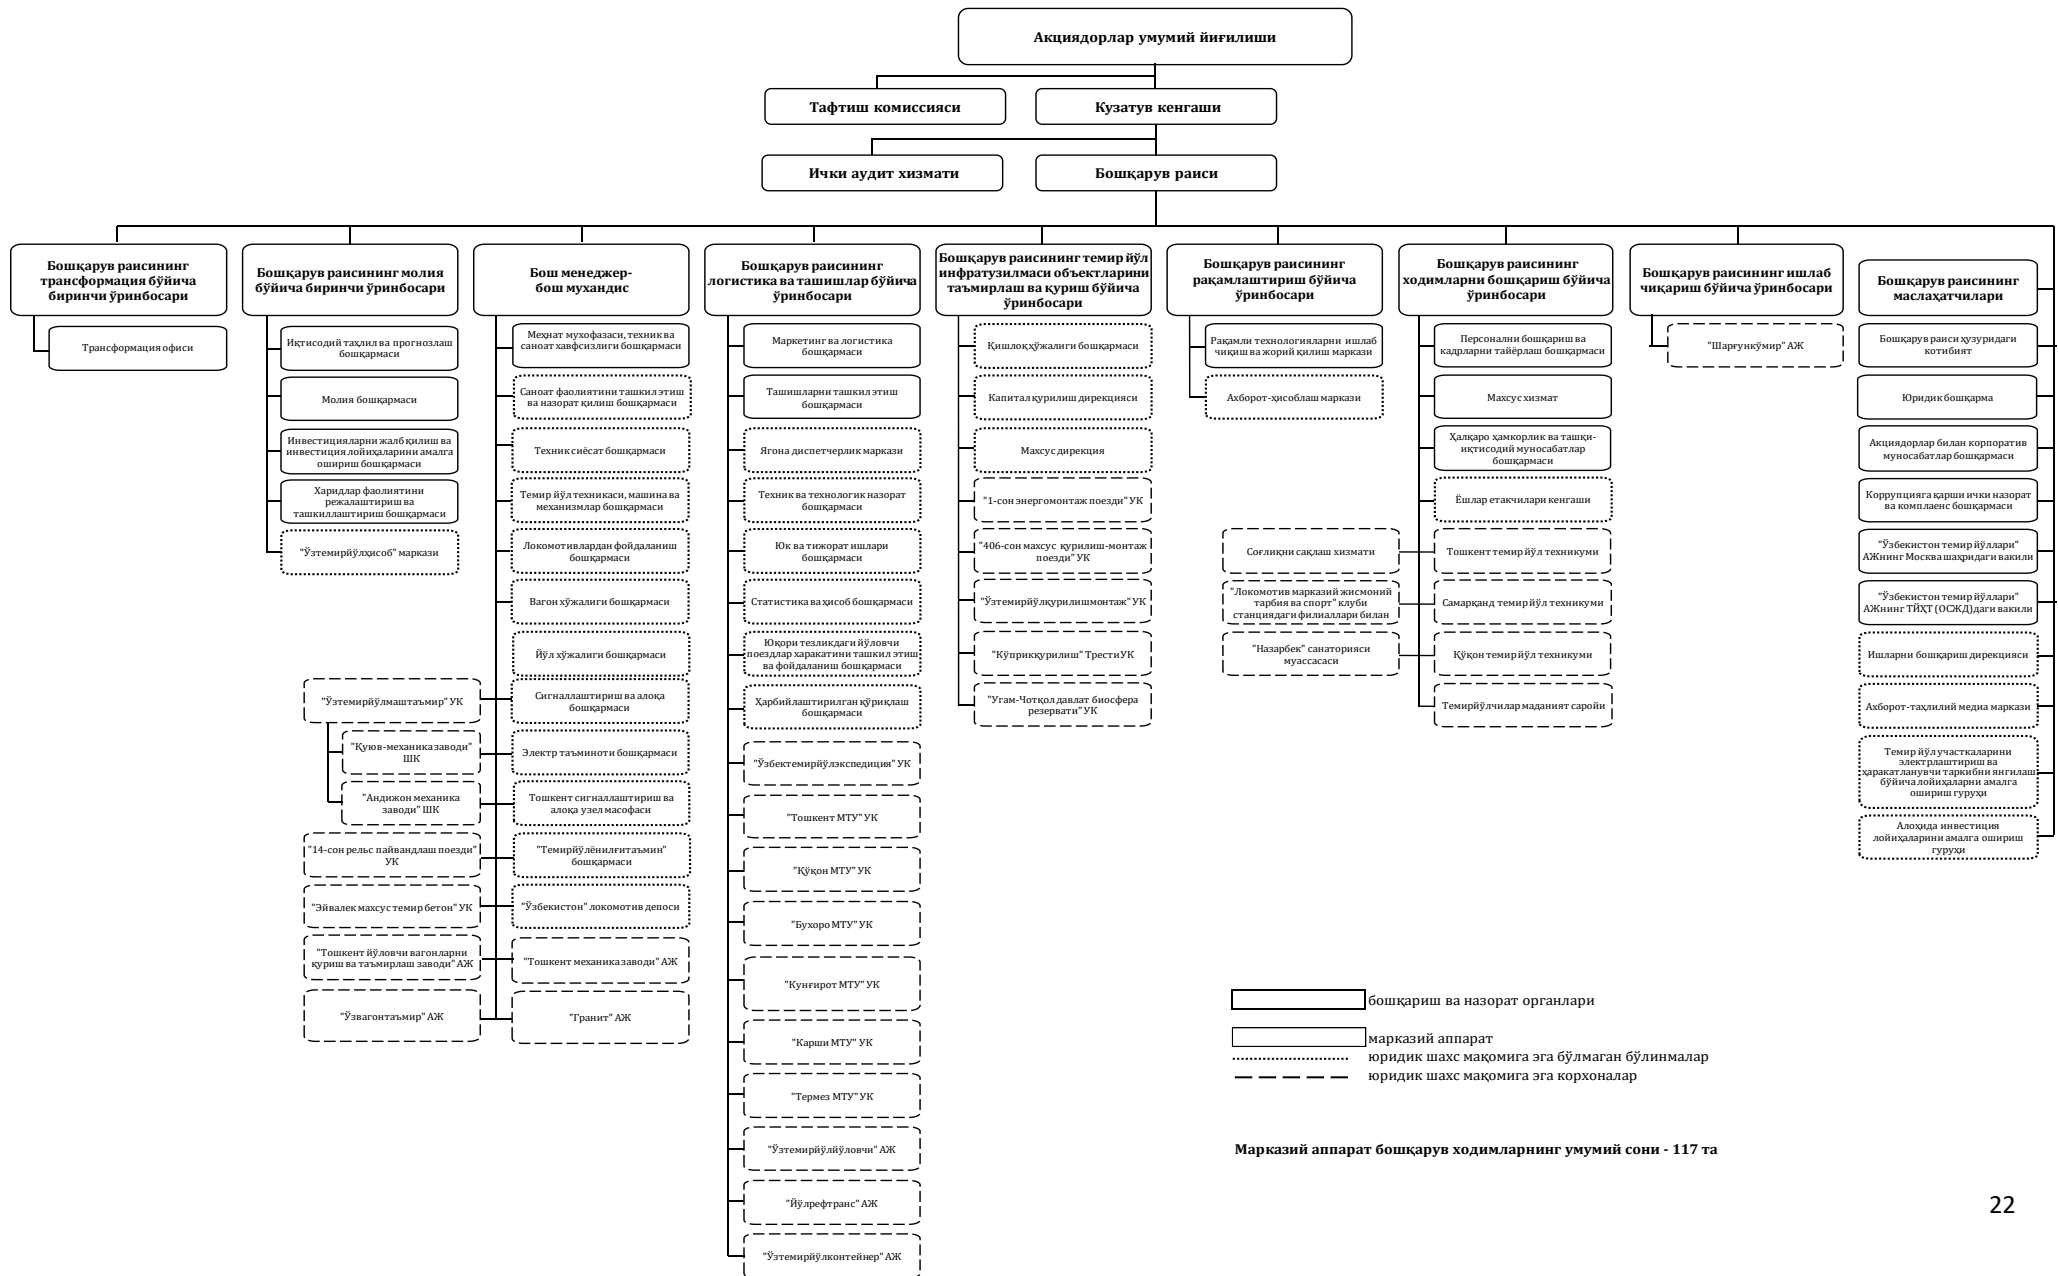 Акциядорлар умумий йиғилиши
Тафтиш комиссияси
Кузатув кенгаши
Ички аудит хизмати
Бошқарув раиси
Бошқарув раисининг
трансформация бўйича
биринчи ўринбосари
Трансформация офиси
Бошқарув раисининг молия
бўйича биринчи ўринбосари
Иқтисодий таҳлил ва прогнозлаш
бошқармаси
Молия бошқармаси
Инвестицияларни жалб қилиш ва
инвестиция лойиҳаларини амалга
ошириш бошқармаси
Харидлар фаолиятини
режалаштириш ва
ташкиллаштириш бошқармаси
"Ўзтемирйўлҳисоб" маркази
Бош менеджер-
бош мухандис
Меҳнат мухофазаси, техник ва
саноат хавфсизлиги бошқармаси
Саноат фаолиятини ташкил этиш
ва назорат қилиш бошқармаси
Техник сиёсат бошқармаси
Темир йўл техникаси, машина ва
механизмлар бошқармаси
Локомотивлардан фойдаланиш
бошқармаси
Вагон хўжалиги бошқармаси
Йўл хўжалиги бошқармаси
"Ўзтемирйўлмаштаъмир" УК
Сигналлаштириш ва алоқа
бошқармаси
"Қуюв-механика заводи"
ШК
Электр таъминоти бошқармаси
"Андижон механика
заводи" ШК
Тошкент сигналлаштириш ва
алоқа узел масофаси
"14-сон рельс пайвандлаш поезди"
УК
"Темирйўлёнилғитаъмин"
бошқармаси
"Эйвалек махсус темир бетон" УК
"Ўзбекистон" локомотив депоси
"Тошкент йўловчи вагонларни
қуриш ва таъмирлаш заводи" АЖ
"Тошкент механика заводи" АЖ
"Ўзвагонтаъмир" АЖ
"Гранит" АЖ
Бошқарув раисининг
логистика ва ташишлар бўйича
ўринбосари
Маркетинг ва логистика
бошқармаси
Ташишларни ташкил этиш
бошқармаси
Ягона диспетчерлик маркази
Техник ва технологик назорат
бошқармаси
Юк ва тижорат ишлари
бошқармаси
Статистика ва ҳисоб бошқармаси
Юқори тезликдаги йўловчи
поездлар харакатини ташкил этиш
ва фойдаланиш бошқармаси
Ҳарбийлаштирилган қўриқлаш
бошқармаси
"Ўзбектемирйўлэкспедиция" УК
"Тошкент МТУ" УК
"Қўқон МТУ" УК
"Бухоро МТУ" УК
"Кунғирот МТУ" УК
"Карши МТУ" УК
"Термез МТУ" УК
"Ўзтемирйўлйўловчи" АЖ
"Йўлрефтранс" АЖ
"Ўзтемирйўлконтейнер" АЖ
Бошқарув раисининг темир йўл
инфратузилмаси объектларини
таъмирлаш ва қуриш бўйича
ўринбосари
Қишлоқ хўжалиги бошқармаси
Капитал қурилиш дирекцияси
Махсус дирекция
"1-сон энергомонтаж поезди" УК
"406-сон махсус қурилиш-монтаж
поезди" УК
"Ўзтемирйўлқурилишмонтаж" УК
"Кўприкқурилиш" Трести УК
"Угам-Чотқол давлат биосфера
резервати" УК
Бошқарув раисининг
рақамлаштириш бўйича
ўринбосари
Рақамли технологияларни ишлаб
чиқиш ва жорий қилиш маркази
Ахборот-ҳисоблаш маркази
Бошқарув раисининг
ходимларни бошқариш бўйича
ўринбосари
Персонални бошқариш ва
кадрларни тайёрлаш бошқармаси
Махсус хизмат
Ҳалқаро ҳамкорлик ва ташқи-
иқтисодий муносабатлар
бошқармаси
Ёшлар етакчилари кенгаши
Соғлиқни сақлаш хизмати
Тошкент темир йўл техникуми
"Локомотив марказий жисмоний
тарбия ва спорт" клуби
станциядаги филиаллари билан
Самарқанд темир йўл техникуми
"Назарбек" санаторияси
муассасаси
Қўқон темир йўл техникуми
Темирйўлчилар маданият саройи
Бошқарув раисининг ишлаб
чиқариш бўйича ўринбосари
"Шарғункўмир" АЖ
Бошқарув раисининг
маслаҳатчилари
Бошқарув раиси ҳузуридаги
котибият
Юридик бошқарма
Акциядорлар билан корпоратив
муносабатлар бошқармаси
Коррупцияга қарши ички назорат
ва комплаенс бошқармаси
"Ўзбекистон темир йўллари"
АЖнинг Москва шаҳридаги вакили
"Ўзбекистон темир йўллари"
АЖнинг ТЙҲТ (ОСЖД)даги вакили
Ишларни бошқариш дирекцияси
Ахборот-таҳлилий медиа маркази
Темир йўл участкаларини
электрлаштириш ва
ҳаракатланувчи таркибни янгилаш
бўйича лойиҳаларни амалга
ошириш гуруҳи
Алоҳида инвестиция
лойиҳаларини амалга ошириш
гуруҳи
бошқариш ва назорат органлари
марказий аппарат
юридик шахс мақомига эга бўлмаган бўлинмалар
юридик шахс мақомига эга корхоналар
Марказий аппарат бошқарув ходимларнинг умумий сони - 117 та
22